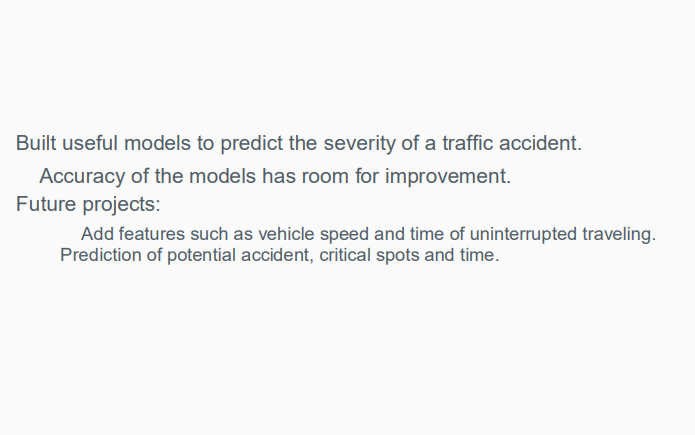 Built useful models to predict the severity of a traffic accident.
Accuracy of the models has room for improvement.
Future projects:
Add features such as vehicle speed and time of uninterrupted traveling.
Prediction of potential accident, critical spots and time.